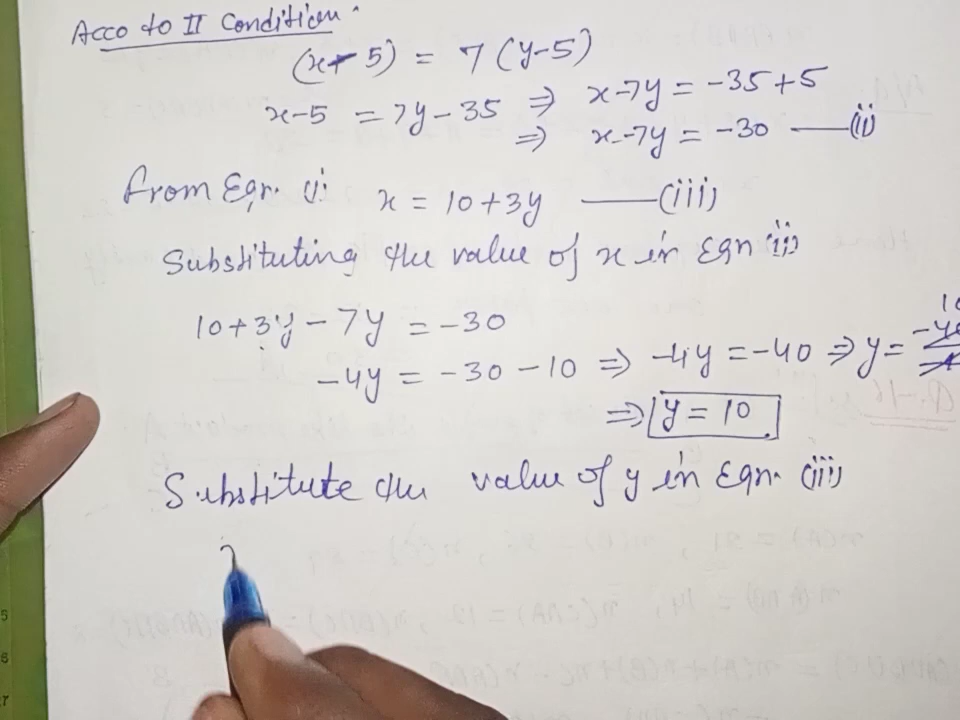 Acco to II Condition.
(x-5) = 7(y-5)
x-5 = 7y-35 ⇒ x-7y = -35+5
⇒ x-7y = -30 —(ii)
from Eqn. (i): x = 10+3y —(iii)
Substituting the value of x in Eqn (ii)
10+3y-7y = -30
-4y = -30-10 ⇒ -4y = -40 ⇒ y =
⇒ y = 10
Substitute the value of y in Eqn. (iii)